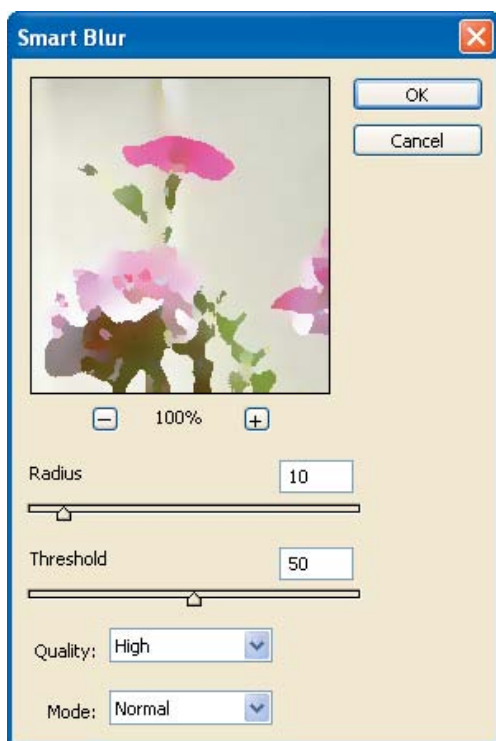 Smart Blur
OK
Cancel
100%
Radius 10
Threshold 50
Quality: High
Mode: Normal